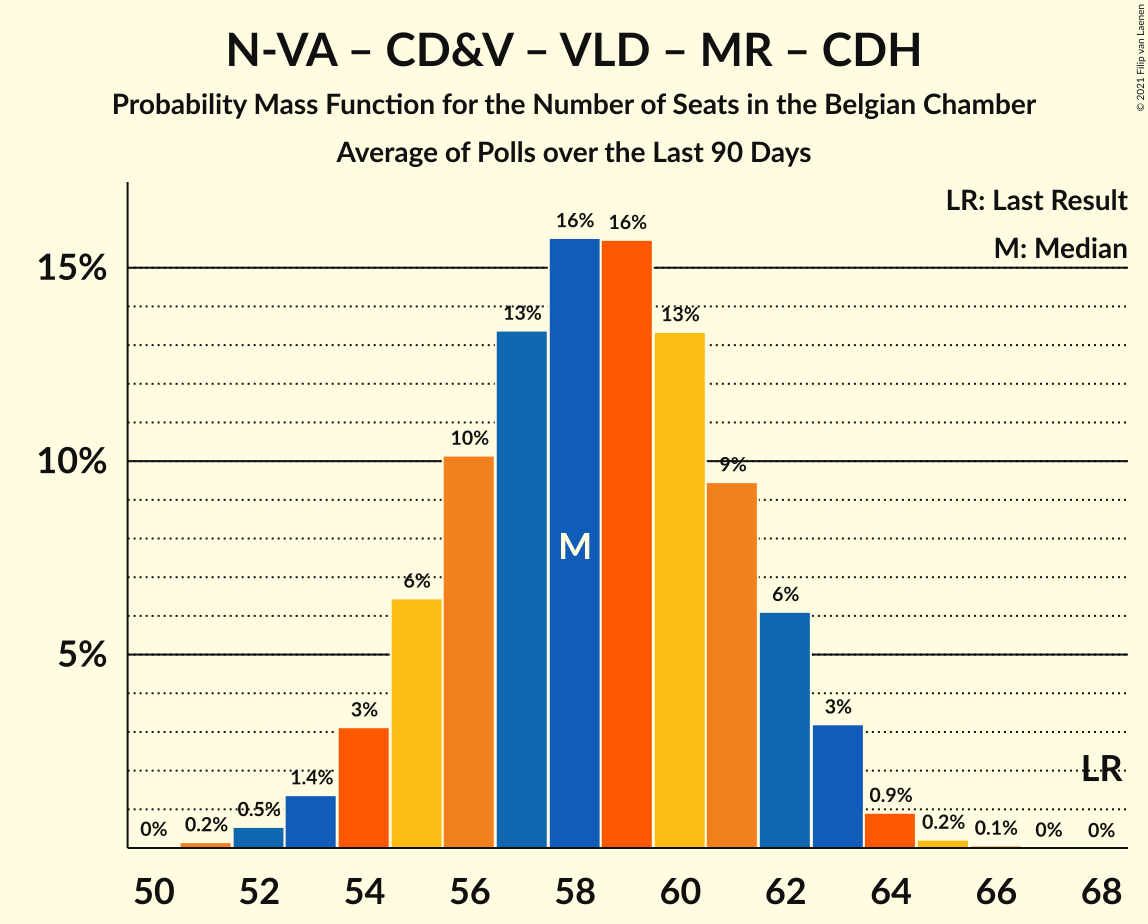 N-VA – CD&V – VLD – MR – CDH
Probability Mass Function for the Number of Seats in the Belgian Chamber
Average of Polls over the Last 90 Days
© 2021 Filip van Laenen
LR: Last Result
M: Median
15%
10%
5%
0%
0.2%
0.5%
1.4%
3%
6%
10%
13%
16%
16%
13%
9%
6%
3%
0.9%
0.2%
0.1%
0%
0%
M
LR
50 52 54 56 58 60 62 64 66 68